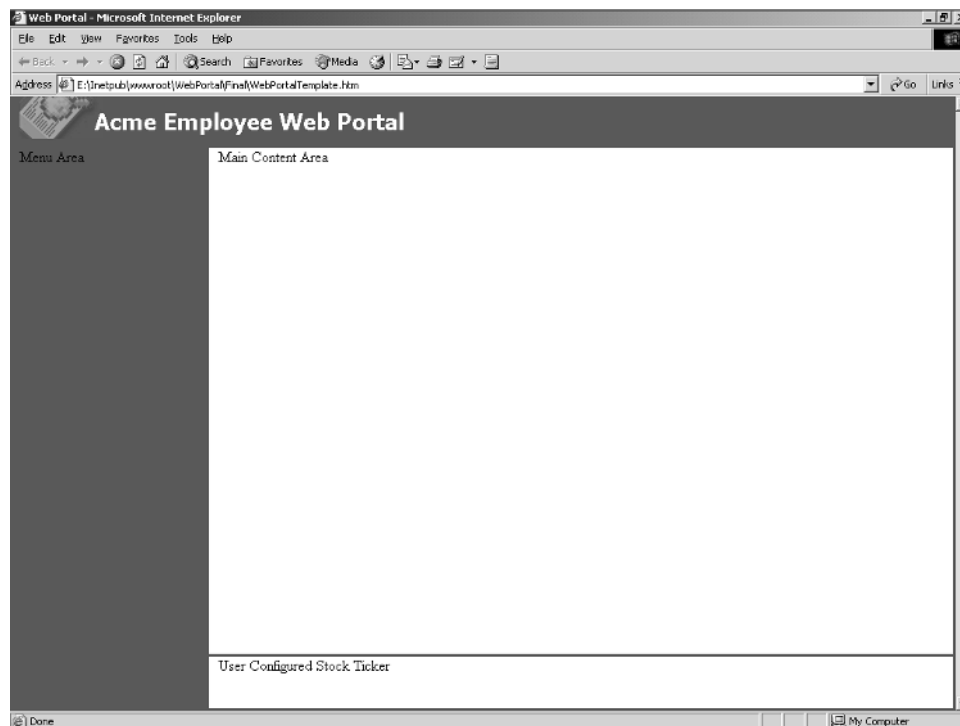 Web Portal - Microsoft Internet Explorer
File Edit View Favorites Tools Help
Back Search Favorites Media
Address E:\Inetpub\wwwroot\WebPortal\Final\WebPortalTemplate.htm Go Links
Acme Employee Web Portal
Menu Area
Main Content Area
User Configured Stock Ticker
Done My Computer